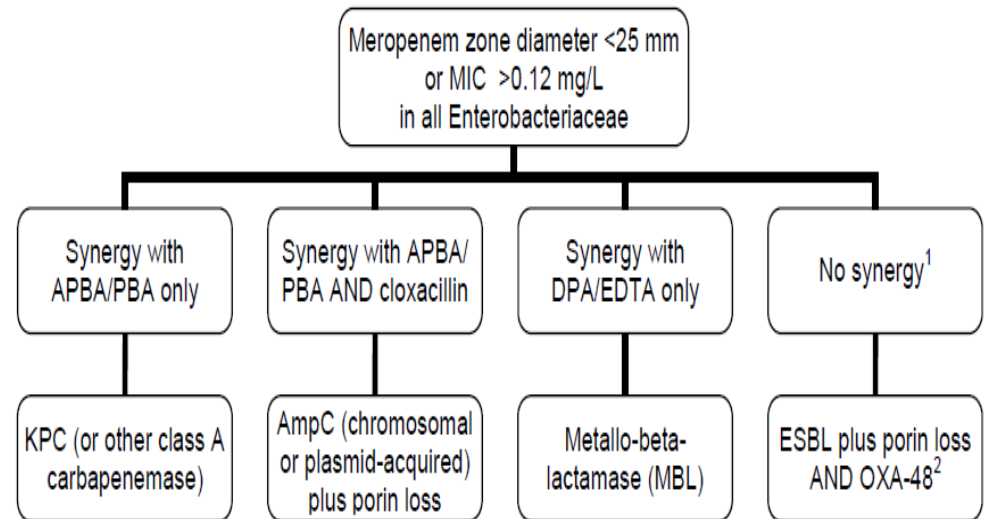 Meropenem zone diameter <25 mm
or MIC >0.12 mg/L
in all Enterobacteriaceae
Synergy with
APBA/PBA only
Synergy with APBA/
PBA AND cloxacillin
Synergy with
DPA/EDTA only
No synergy1
KPC (or other class A
carbapenemase)
AmpC (chromosomal
or plasmid-acquired)
plus porin loss
Metallo-beta-
lactamase (MBL)
ESBL plus porin loss
AND OXA-482